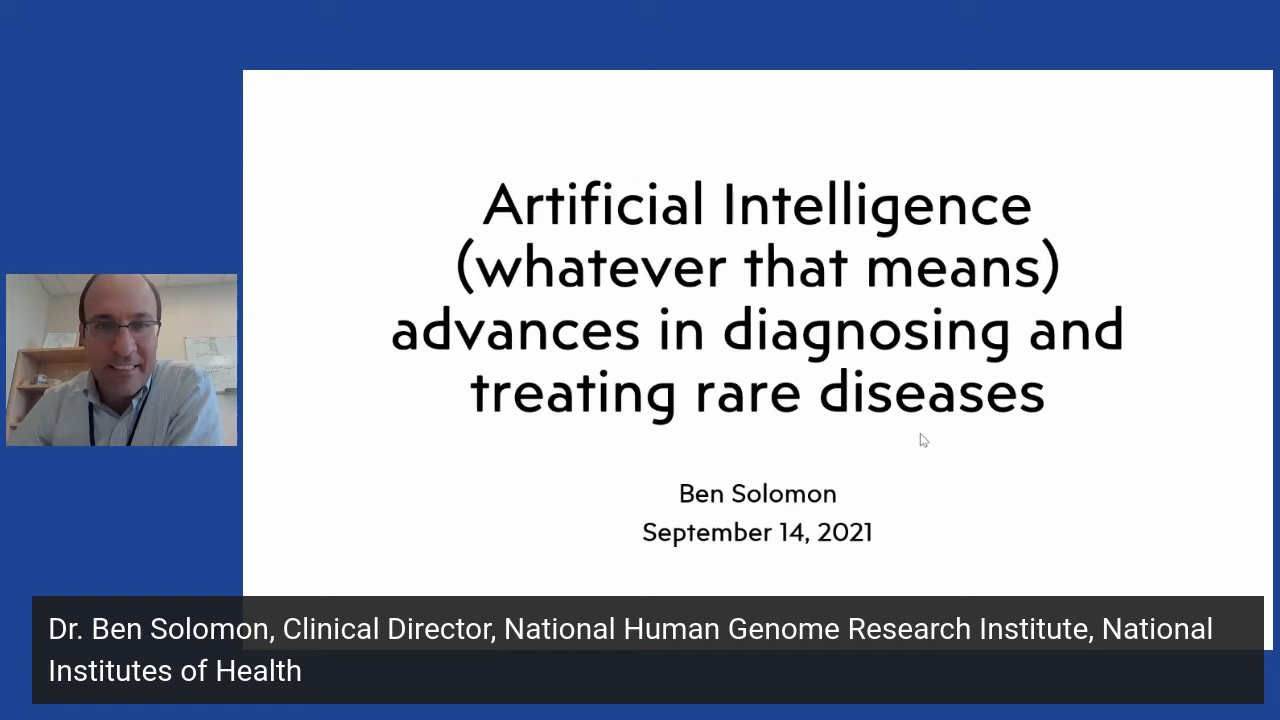 Artificial Intelligence
(whatever that means)
advances in diagnosing and
treating rare diseases
Ben Solomon
September 14, 2021
Dr. Ben Solomon, Clinical Director, National Human Genome Research Institute, National
Institutes of Health